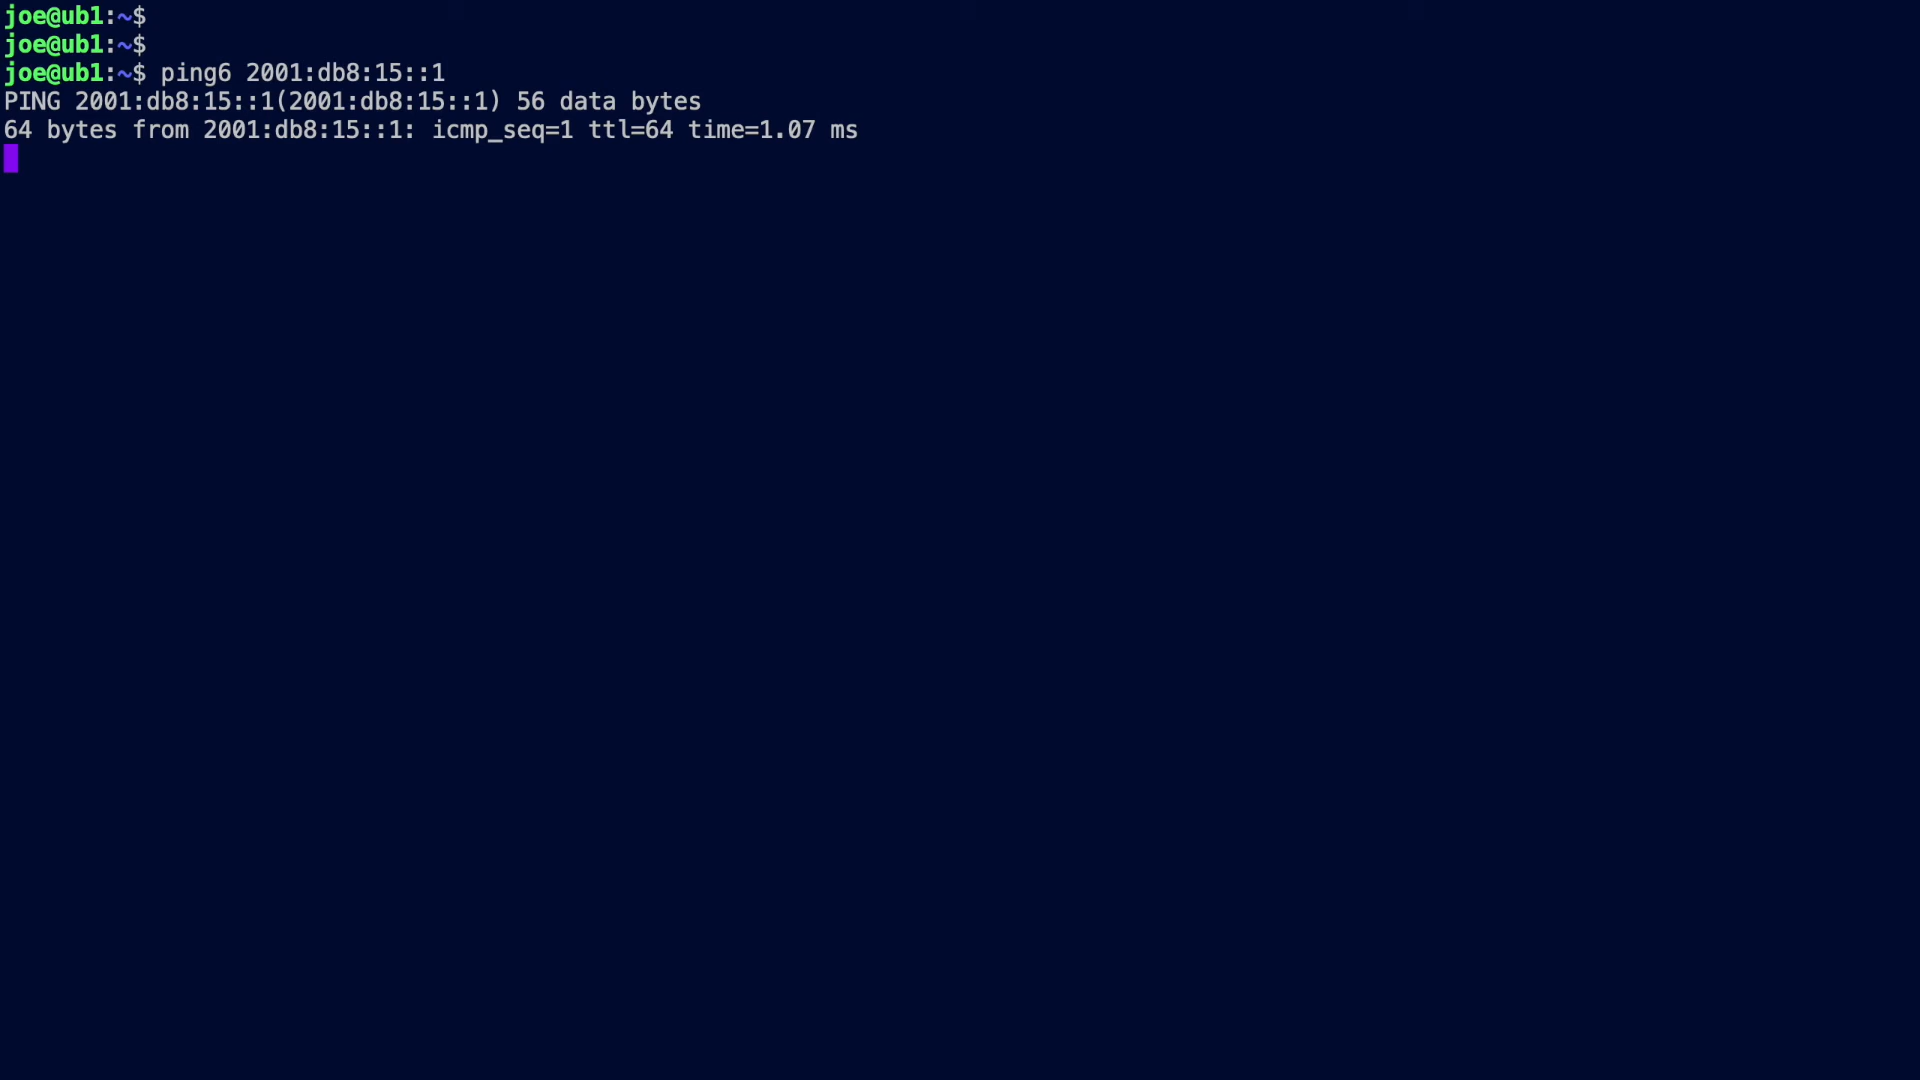 joe@ub1:~$
joe@ub1:~$
joe@ub1:~$ ping6 2001:db8:15::1
PING 2001:db8:15::1(2001:db8:15::1) 56 data bytes
64 bytes from 2001:db8:15::1: icmp_seq=1 ttl=64 time=1.07 ms